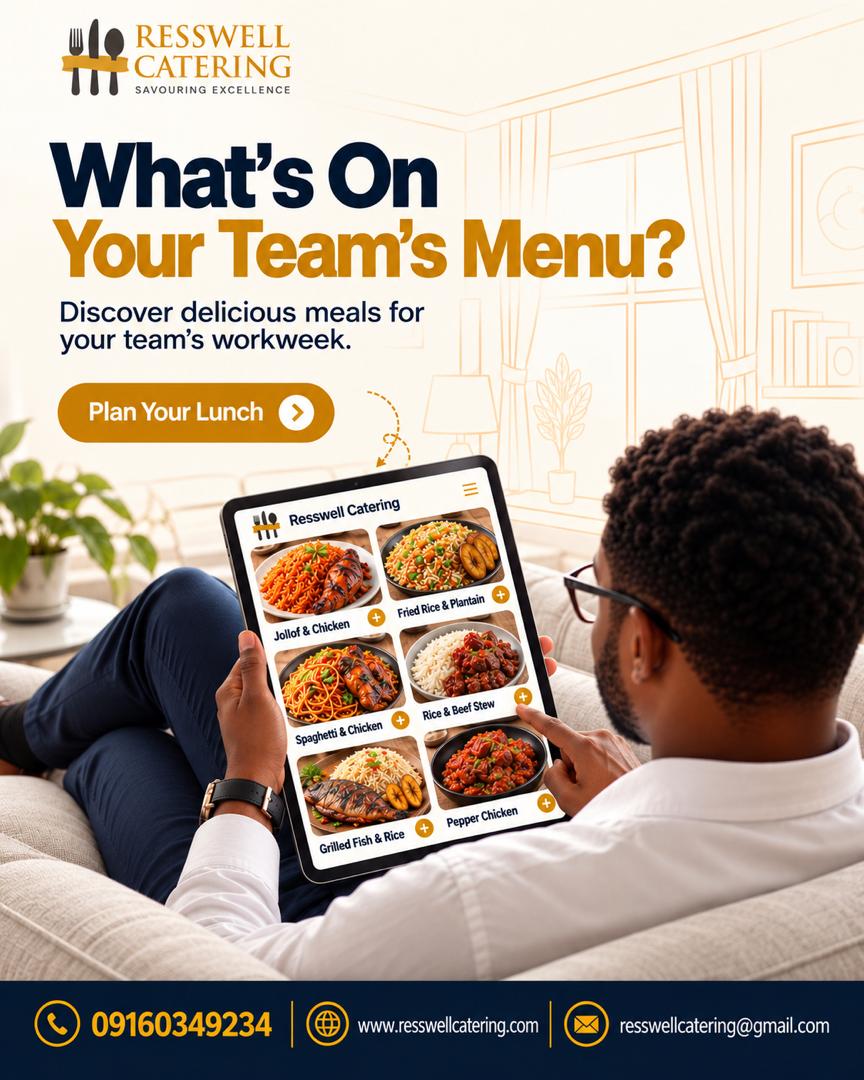 RESSWELL
CATERING
SAVOURING EXCELLENCE
What's On
Your Team's Menu?
Discover delicious meals for
your team's workweek.
Plan Your Lunch
Resswell Catering
Jollof & Chicken
Fried Rice & Plantain
Spaghetti & Chicken
Rice & Beef Stew
Grilled Fish & Rice
Pepper Chicken
09160349234
www.resswellcatering.com
resswellcatering@gmail.com